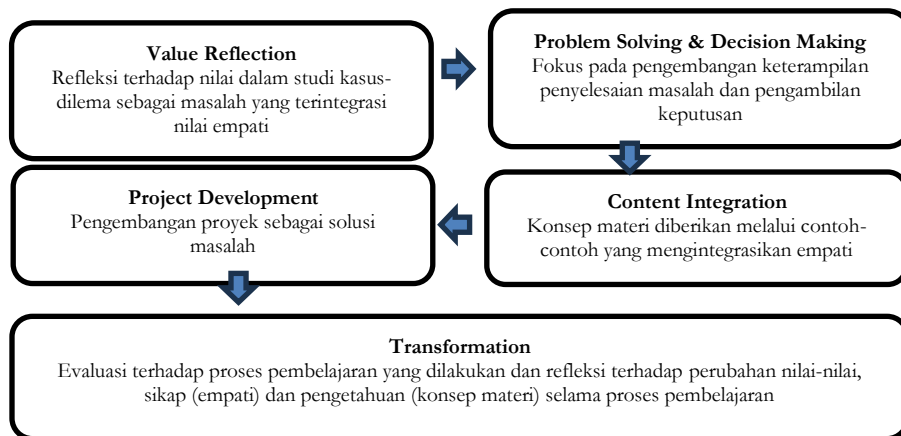 Value Reflection
Refleksi terhadap nilai dalam studi kasus-
dilema sebagai masalah yang terintegrasi
nilai empati
Problem Solving & Decision Making
Fokus pada pengembangan keterampilan
penyelesaian masalah dan pengambilan
keputusan
Content Integration
Konsep materi diberikan melalui contoh-
contoh yang mengintegrasikan empati
Project Development
Pengembangan proyek sebagai solusi
masalah
Transformation
Evaluasi terhadap proses pembelajaran yang dilakukan dan refleksi terhadap perubahan nilai-nilai,
sikap (empati) dan pengetahuan (konsep materi) selama proses pembelajaran